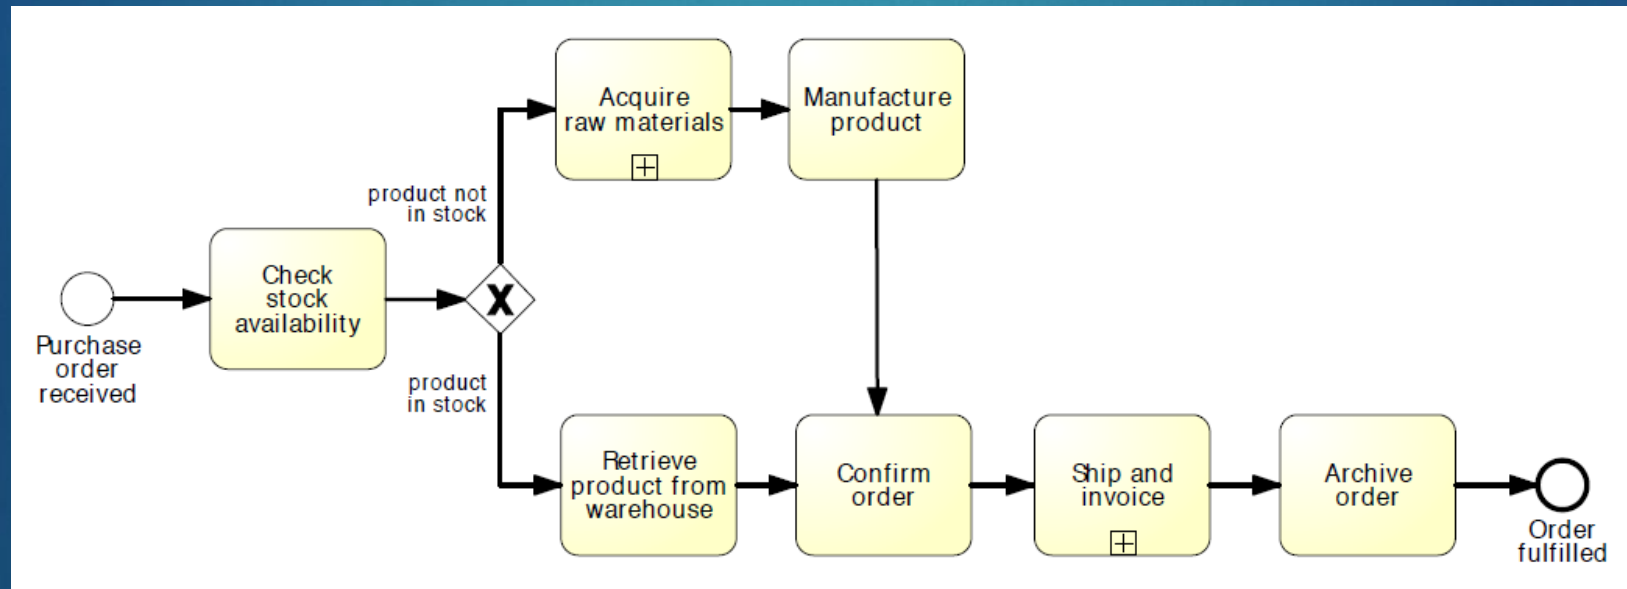 Purchase
order
received
Check
stock
availability
X
product not
in stock
product
in stock
Acquire
raw materials
Manufacture
product
Retrieve
product from
warehouse
Confirm
order
Ship and
invoice
Archive
order
Order
fulfilled